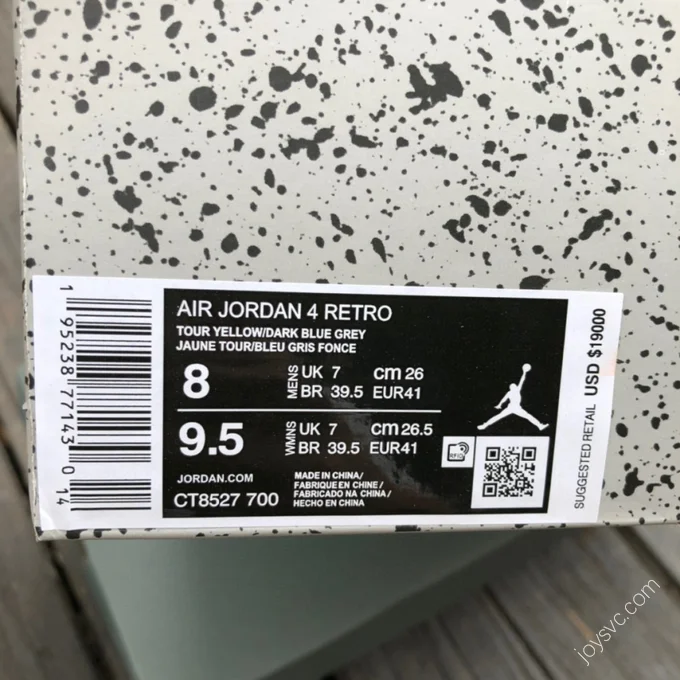 AIR JORDAN 4 RETRO
TOUR YELLOW/DARK BLUE GREY
JAUNE TOUR/BLEU GRIS FONCE
8
MENS
UK 7 cm 26
BR 39.5 EUR41
9.5
WMNS
UK 7 cm 26.5
BR 39.5 EUR41
JORDAN.COM
CT8527 700
MADE IN CHINA/
FABRIQUE EN CHINE /
FABRICADO NA CHINA /
HECHO EN CHINA
1 95238 77143 0 14
SUGGESTED RETAIL USD $19000
joysvc.com